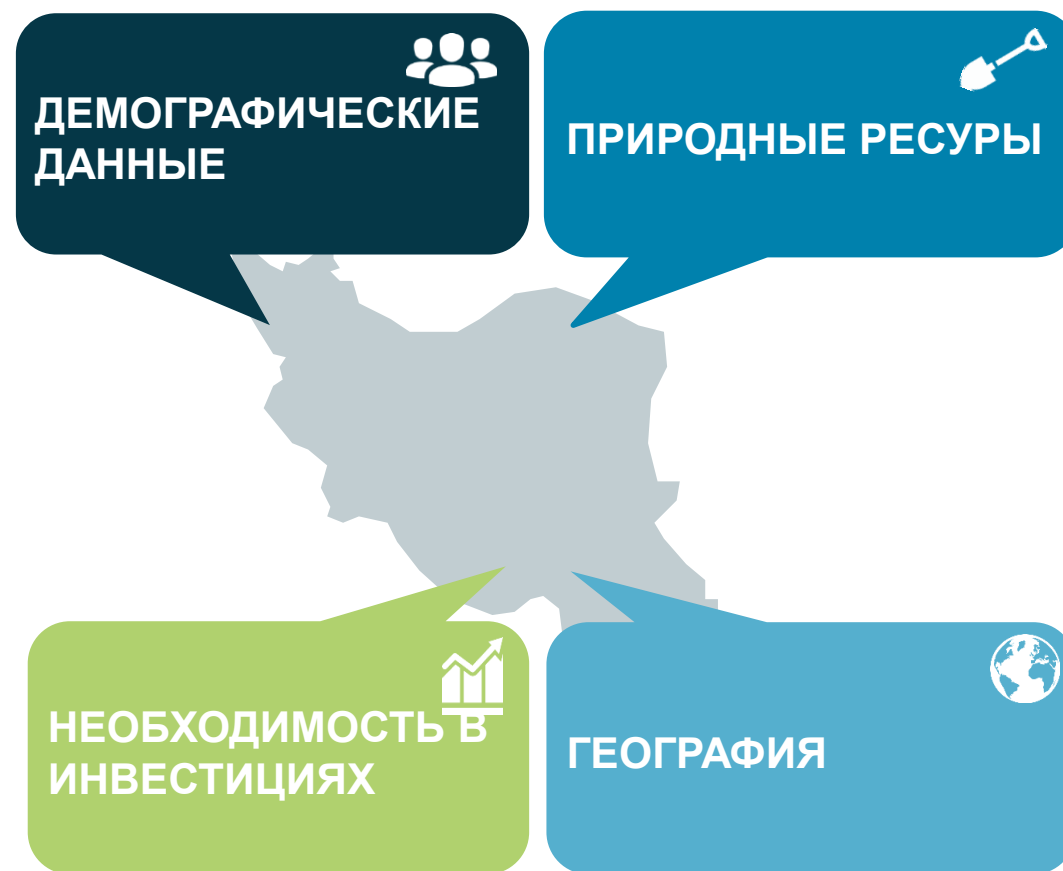 ДЕМОГРАФИЧЕСКИЕ
ДАННЫЕ
ПРИРОДНЫЕ РЕСУРЫ
НЕОБХОДИМОСТЬ В
ИНВЕСТИЦИЯХ
ГЕОГРАФИЯ